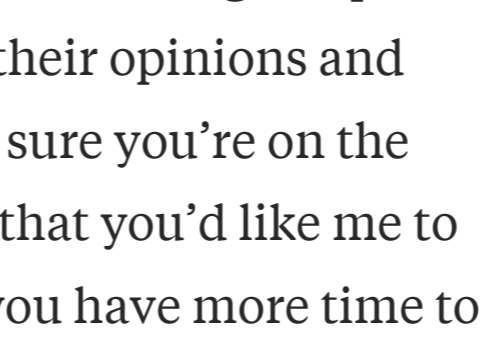 their opinions and
sure you’re on the
that you’d like me to
you have more time to